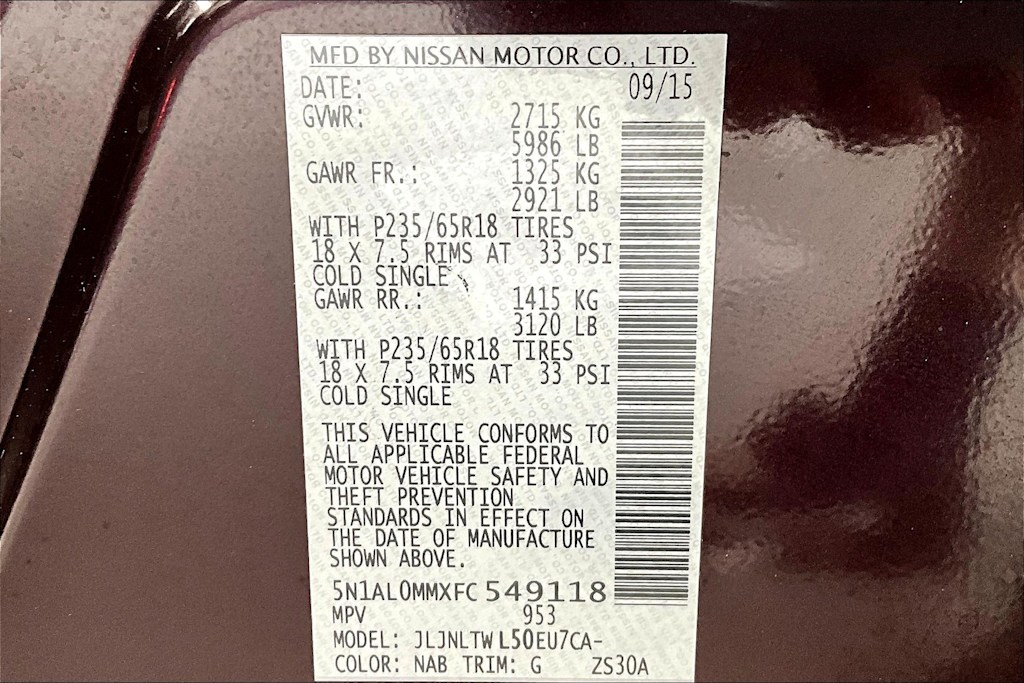 MFD BY NISSAN MOTOR CO., LTD.
DATE: 09/15
GVWR: 2715 KG
5986 LB
GAWR FR.: 1325 KG
2921 LB
WITH P235/65R18 TIRES
18 X 7.5 RIMS AT 33 PSI
COLD SINGLE
GAWR RR.: 1415 KG
3120 LB
WITH P235/65R18 TIRES
18 X 7.5 RIMS AT 33 PSI
COLD SINGLE
THIS VEHICLE CONFORMS TO
ALL APPLICABLE FEDERAL
MOTOR VEHICLE SAFETY AND
THEFT PREVENTION
STANDARDS IN EFFECT ON
THE DATE OF MANUFACTURE
SHOWN ABOVE.
5N1AL0MMXFC 549118
MPV 953
MODEL: JLJNLTW L50EU7CA-
COLOR: NAB TRIM: G ZS30A